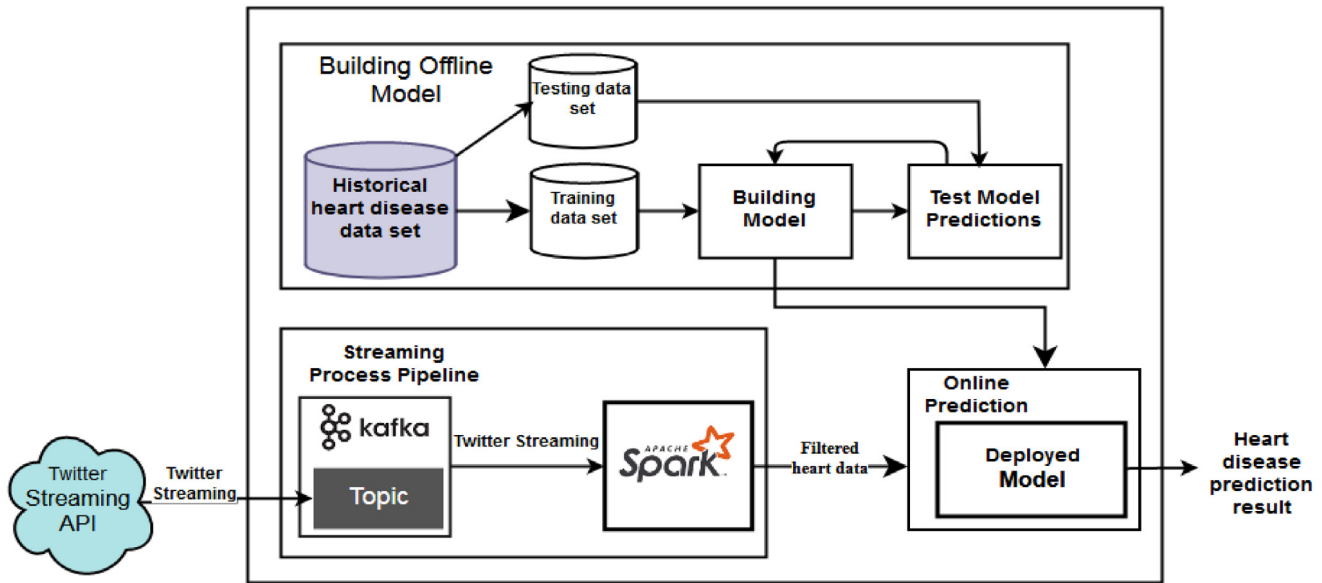 Building Offline
Model
Testing data
set
Historical
heart disease
data set
Training
data set
Building
Model
Test Model
Predictions
Streaming
Process Pipeline
kafka
Topic
Twitter Streaming
APACHE
Spark
Filtered
heart data
Online
Prediction
Deployed
Model
Twitter
Streaming
API
Twitter
Streaming
Heart
disease
prediction
result